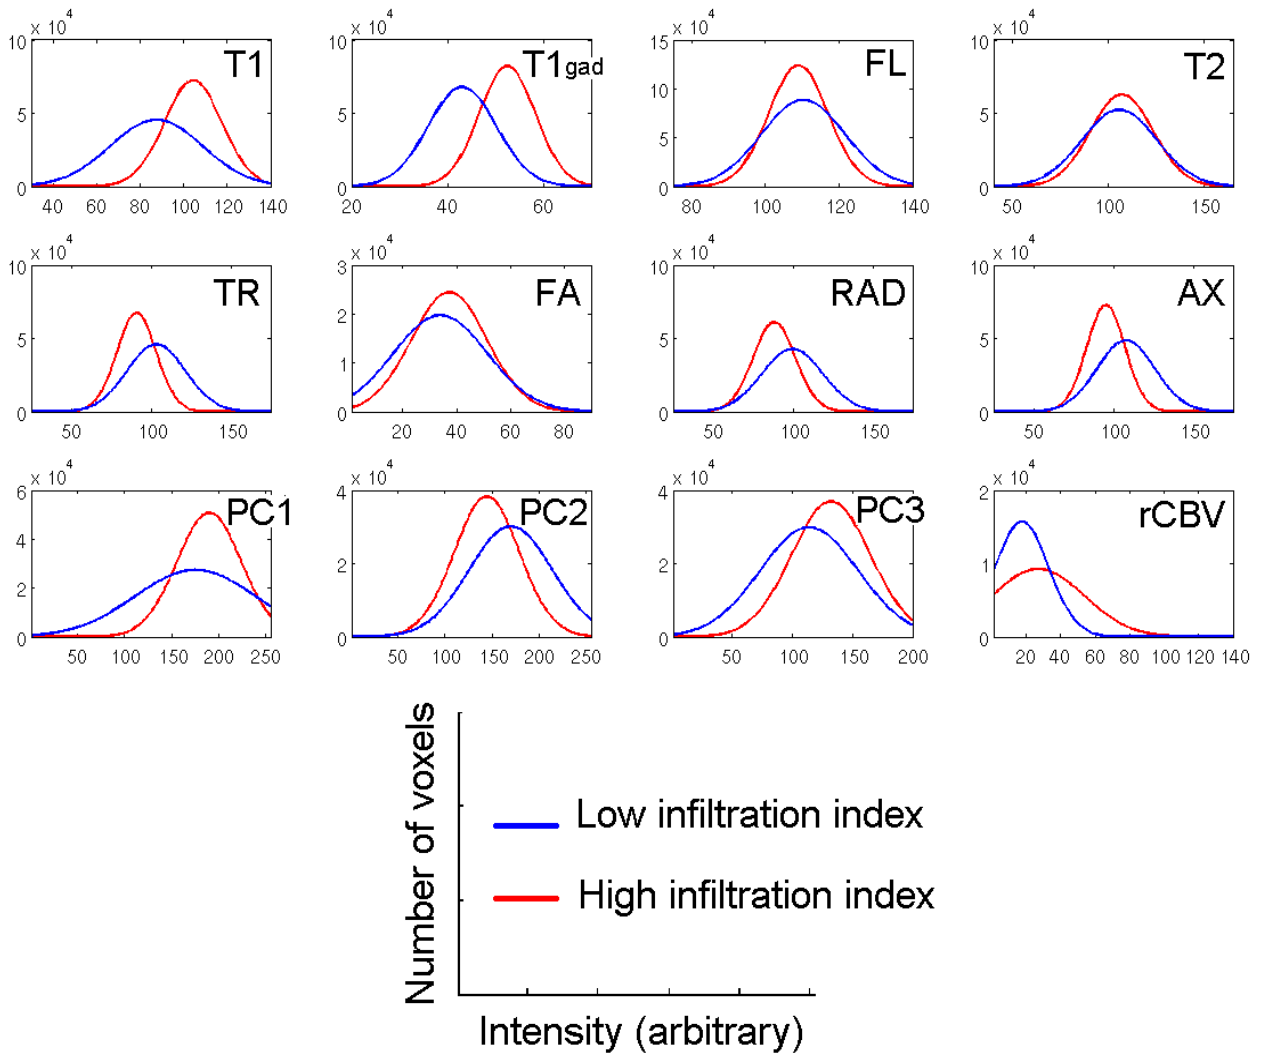 x 10^4 x 10^4 x 10^4 x 10^4
T1 T1gad FL T2
10 5 0 10 5 0 15 10 5 0 10 5 0
40 60 80 100 120 140 20 40 60 80 100 120 140 50 100 150
x 10^4 x 10^4 x 10^4 x 10^4
TR FA RAD AX
10 5 0 3 2 1 0 10 5 0 10 5 0
50 100 150 20 40 60 80 50 100 150 50 100 150
x 10^4 x 10^4 x 10^4 x 10^4
PC1 PC2 PC3 rCBV
6 4 2 0 4 2 0 4 2 0 2 1 0
50 100 150 200 250 50 100 150 200 250 50 100 150 200 20 40 60 80 100 120 140
Number of voxels
Low infiltration index
High infiltration index
Intensity (arbitrary)